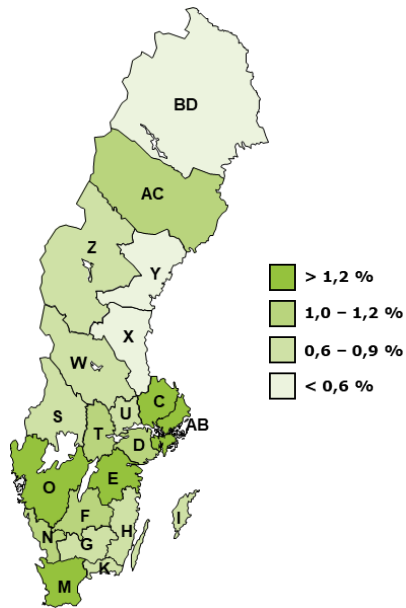 BD
AC
Z
Y
> 1,2 %
1,0 – 1,2 %
X
0,6 – 0,9 %
W
< 0,6 %
C
S
U
AB
T
D
E
O
F
I
H
N
G
K
M